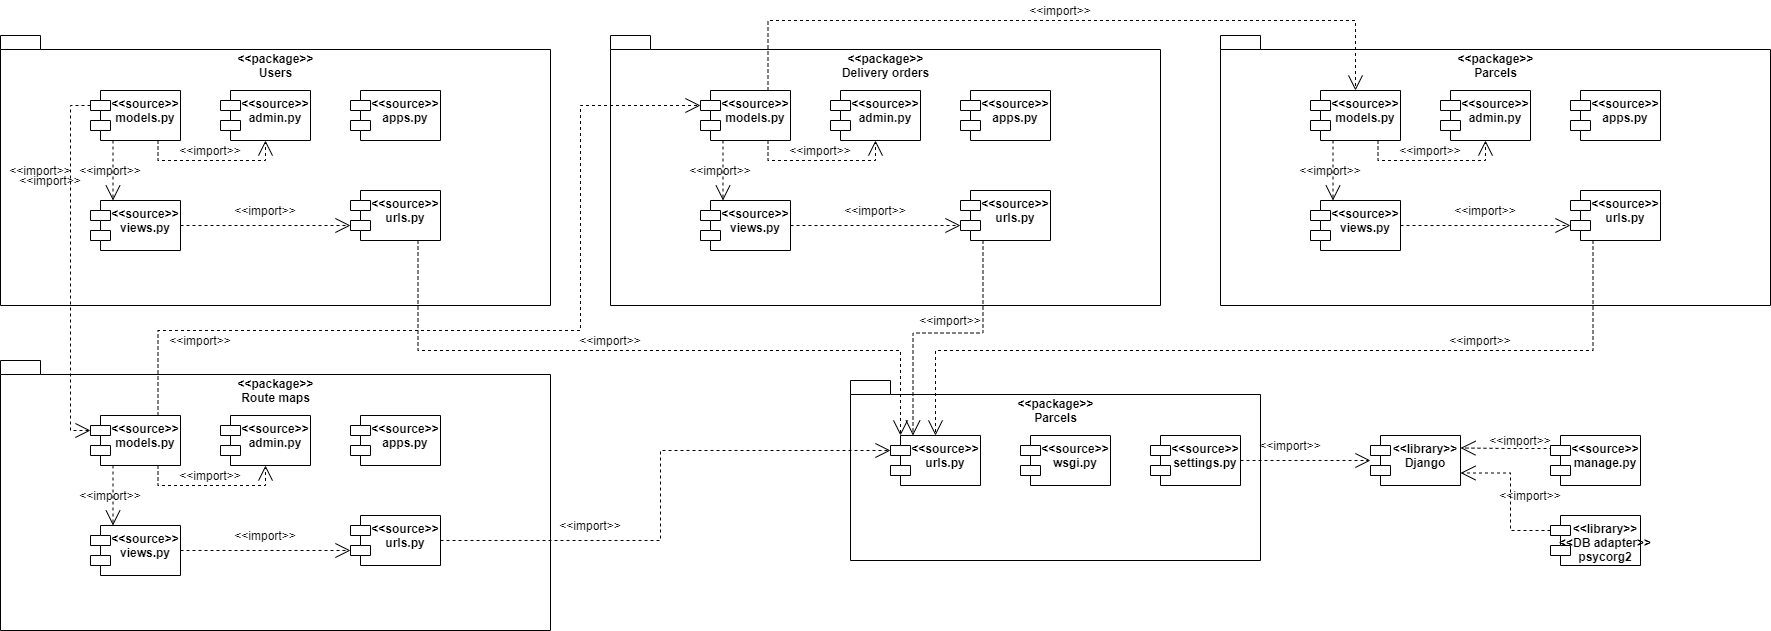 <<import>>
<<package>>
Users
<<source>>
models.py
<<source>>
admin.py
<<source>>
apps.py
<<import>>
<<import>>
<<import>>
<<import>>
<<source>>
views.py
<<import>>
<<source>>
urls.py
<<package>>
Delivery orders
<<source>>
models.py
<<source>>
admin.py
<<source>>
apps.py
<<import>>
<<import>>
<<source>>
views.py
<<import>>
<<source>>
urls.py
<<package>>
Parcels
<<source>>
models.py
<<source>>
admin.py
<<source>>
apps.py
<<import>>
<<import>>
<<source>>
views.py
<<import>>
<<source>>
urls.py
<<import>>
<<import>>
<<import>>
<<import>>
<<package>>
Route maps
<<source>>
models.py
<<source>>
admin.py
<<source>>
apps.py
<<import>>
<<import>>
<<source>>
views.py
<<import>>
<<source>>
urls.py
<<import>>
<<package>>
Parcels
<<source>>
urls.py
<<source>>
wsgi.py
<<source>>
settings.py
<<import>>
<<library>>
Django
<<import>>
<<source>>
manage.py
<<import>>
<<library>>
<<DB adapter>>
psycorg2